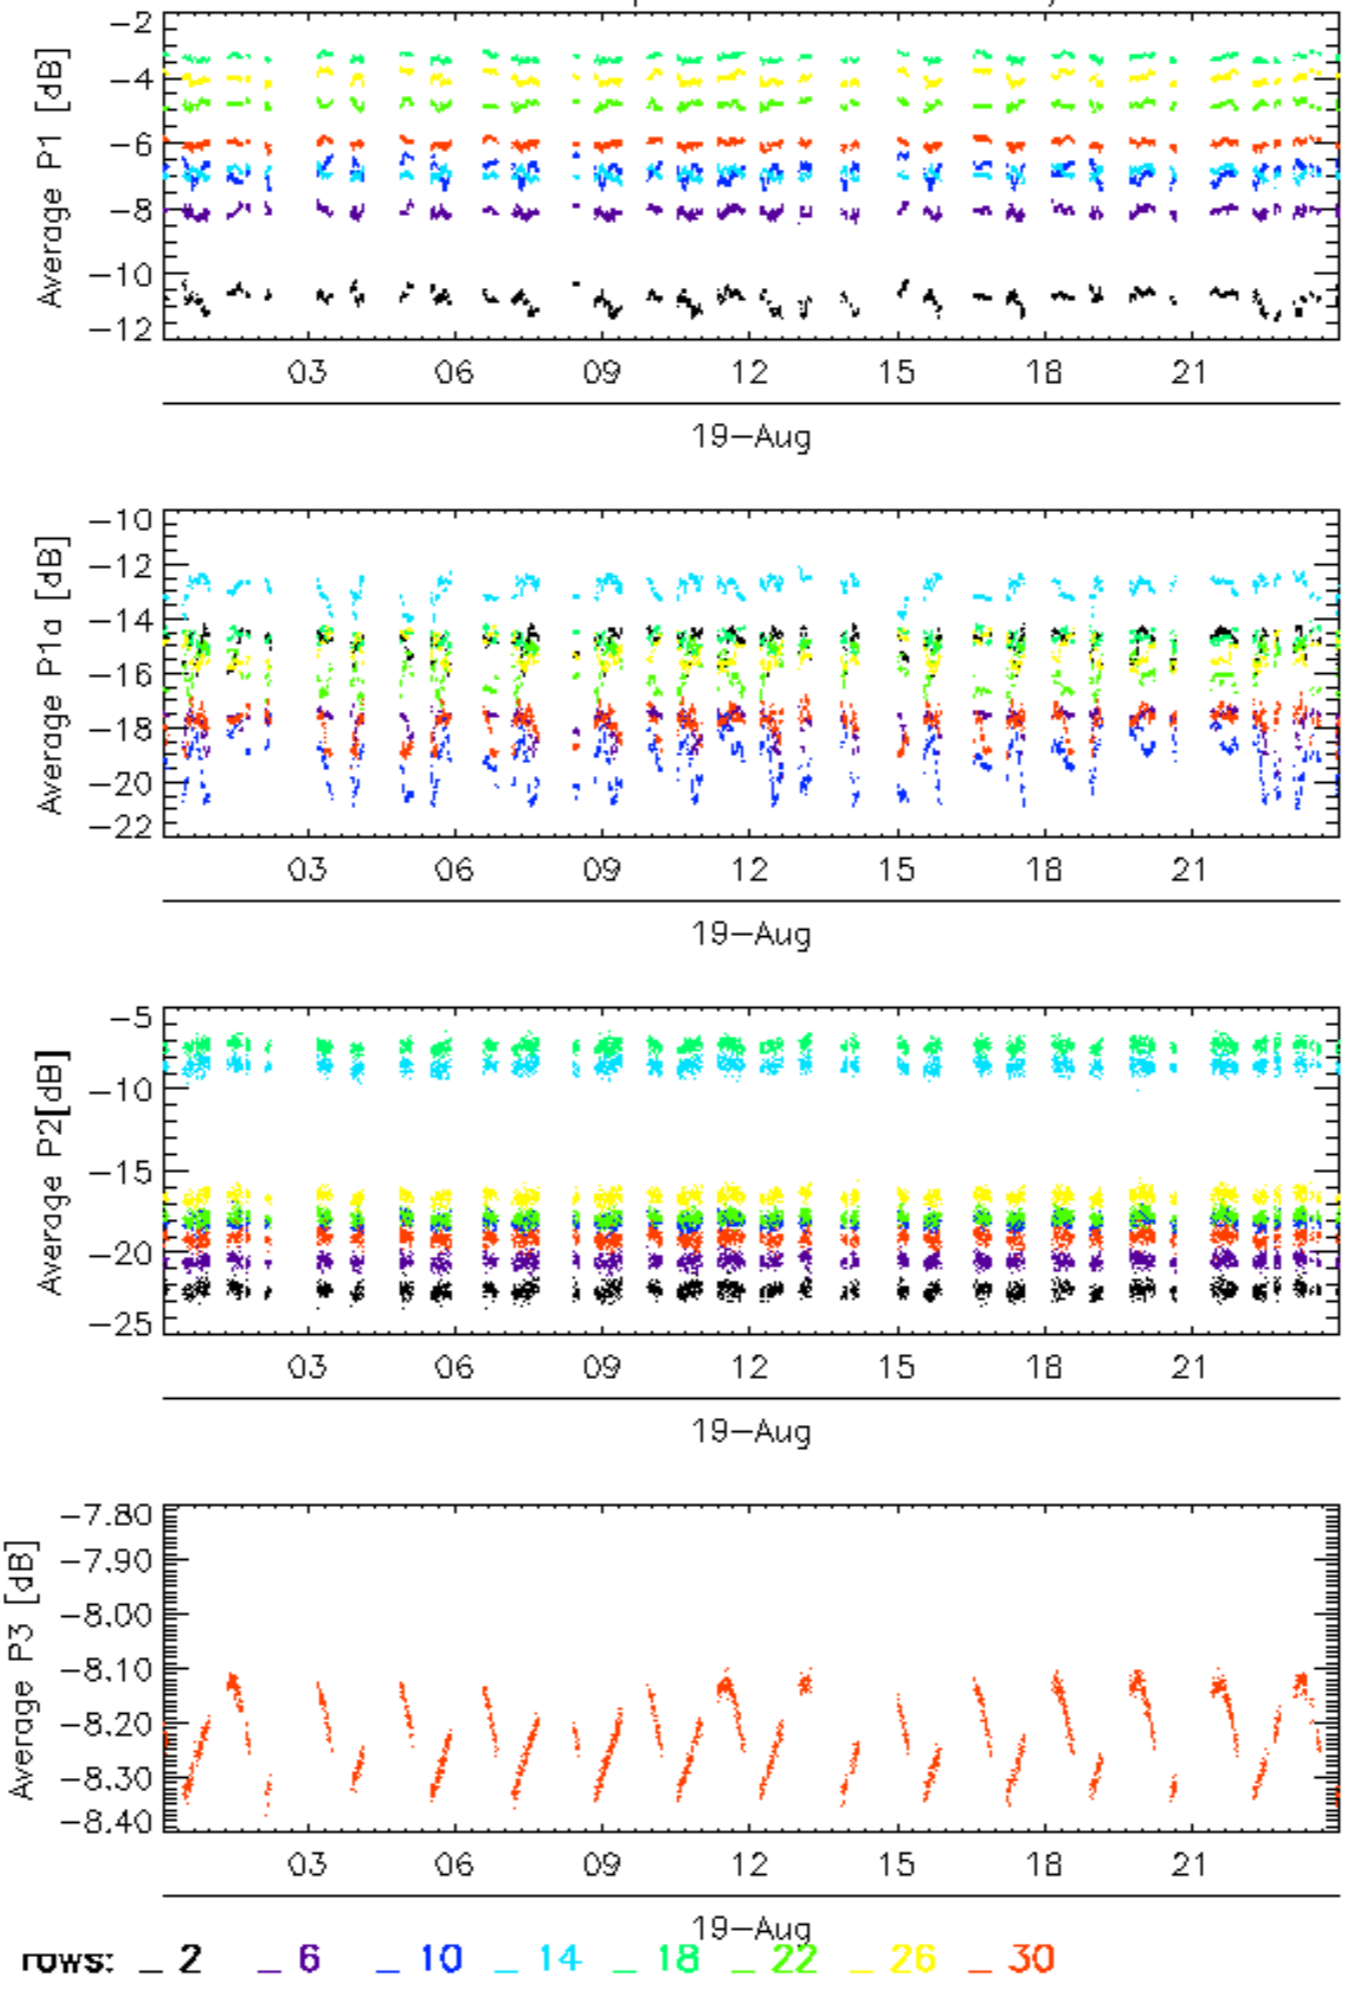 Average P1 [dB]
-2
-4
-6
-8
-10
-12
03 06 09 12 15 18 21
19-Aug
Average P1a [dB]
-10
-12
-14
-16
-18
-20
-22
03 06 09 12 15 18 21
19-Aug
Average P2[dB]
-5
-10
-15
-20
-25
03 06 09 12 15 18 21
19-Aug
Average P3 [dB]
-7.80
-7.90
-8.00
-8.10
-8.20
-8.30
-8.40
03 06 09 12 15 18 21
19-Aug
rows: _ 2 _ 6 _ 10 _ 14 _ 18 _ 22 _ 26 _ 30